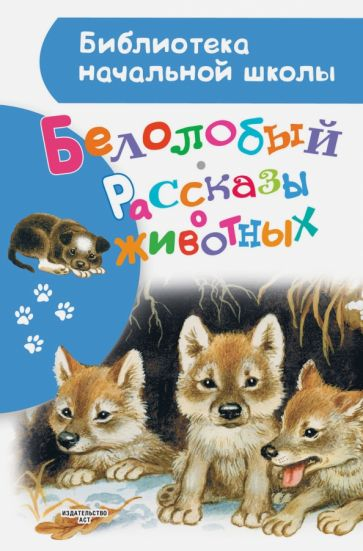 Библиотека
начальной школы
Белолобый
Рассказы
о
животных
ИЗДАТЕЛЬСТВО
АСТ